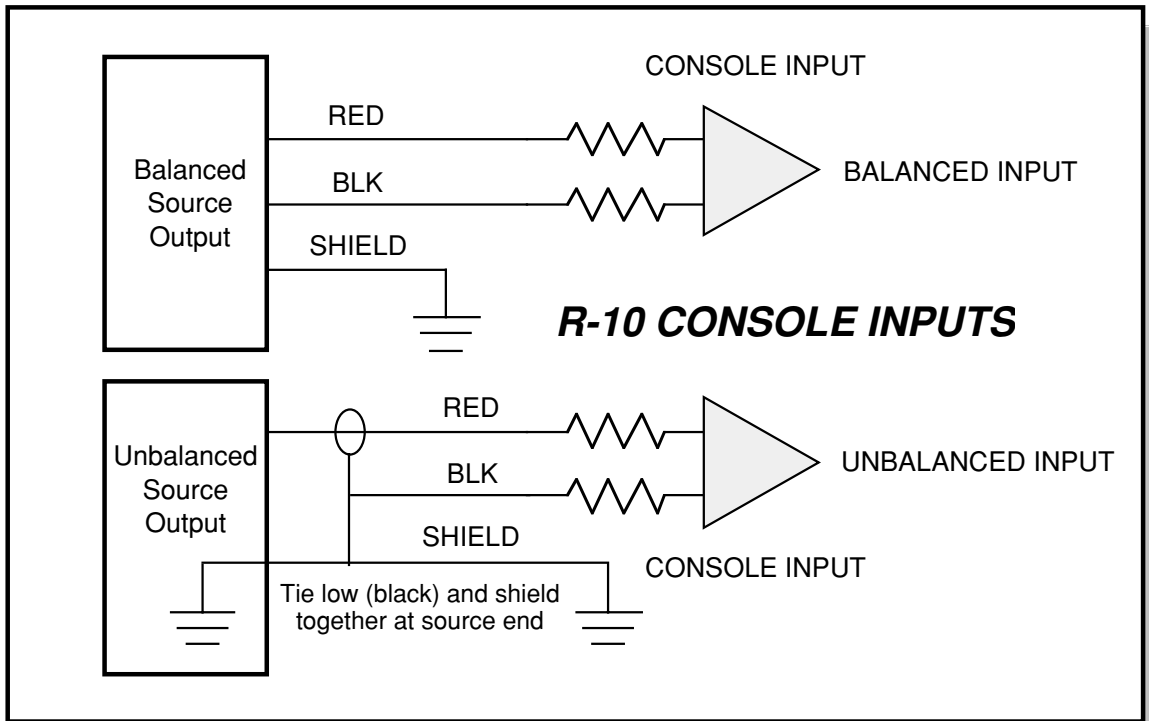 CONSOLE INPUT
RED
Balanced
Source
Output
BLK
BALANCED INPUT
SHIELD
R-10 CONSOLE INPUTS
RED
Unbalanced
Source
Output
BLK
UNBALANCED INPUT
SHIELD
CONSOLE INPUT
Tie low (black) and shield
together at source end